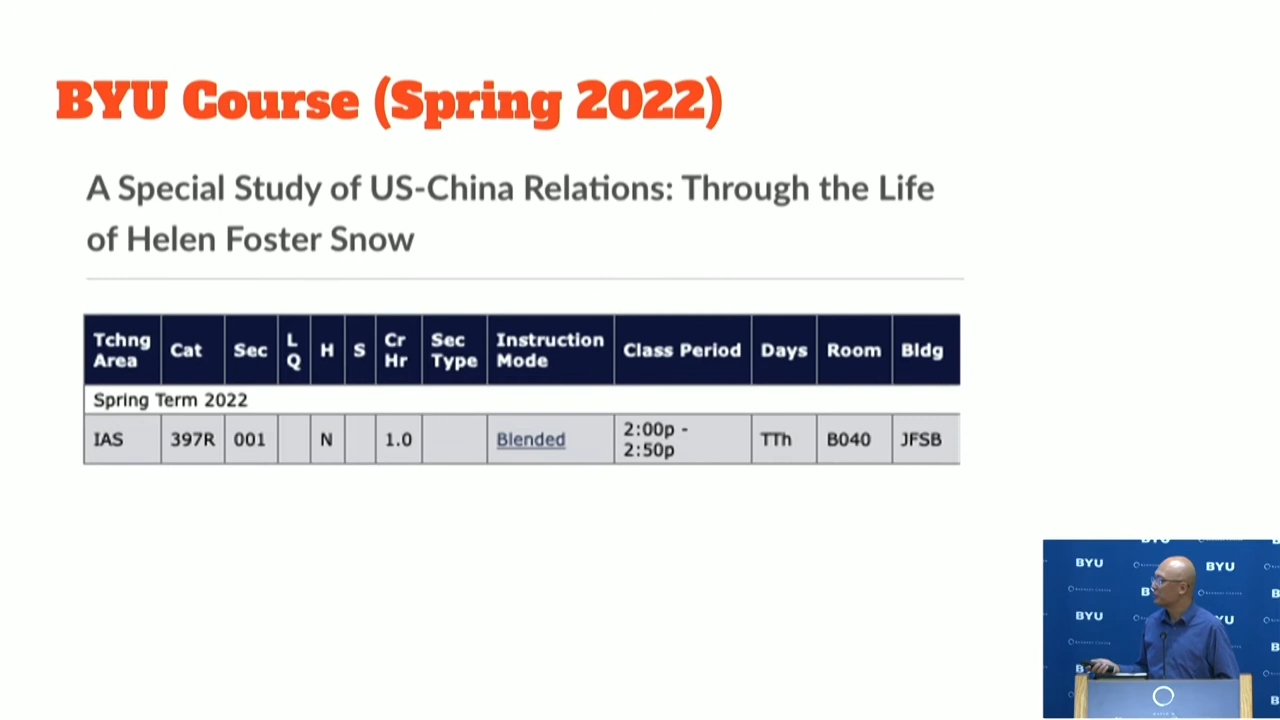 BYU Course (Spring 2022)
A Special Study of US-China Relations: Through the Life
of Helen Foster Snow
Tchng Area Cat Sec L Q H S Cr Hr Sec Type Instruction Mode Class Period Days Room Bldg
Spring Term 2022
IAS 397R 001 N 1.0 Blended 2:00p - 2:50p TTh B040 JFSB
BYU
BYU
BYU